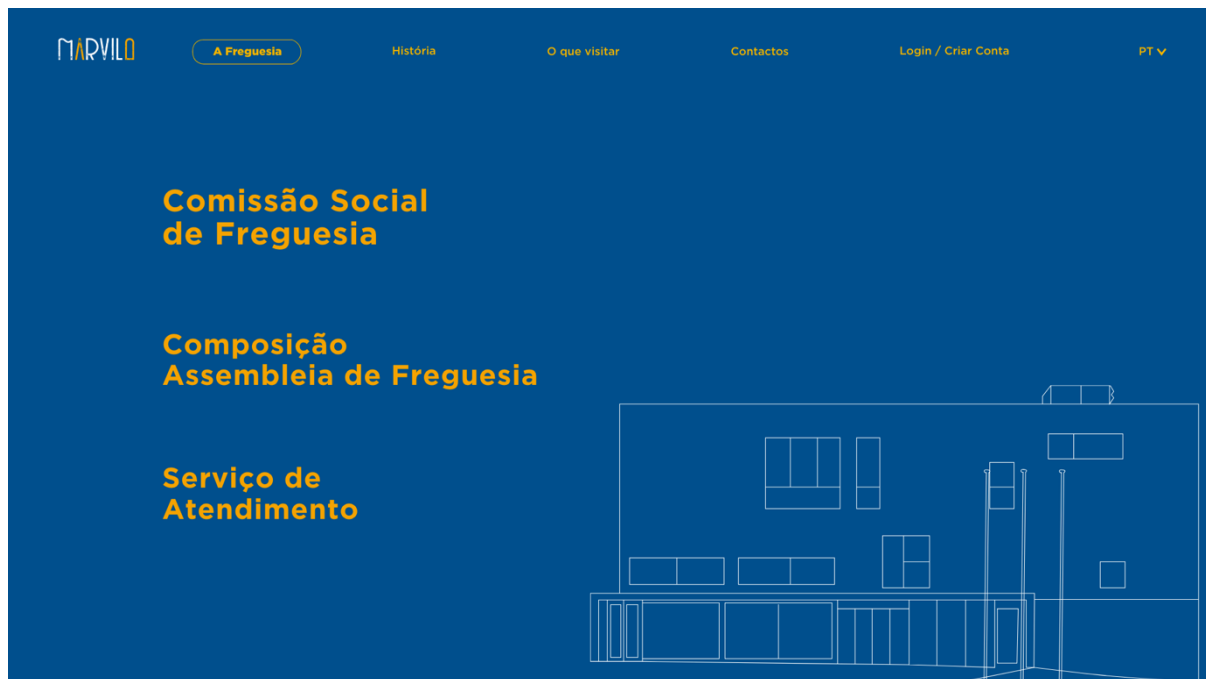 MARVILA
A Freguesia
História
O que visitar
Contactos
Login / Criar Conta
PT
Comissão Social
de Freguesia
Composição
Assembleia de Freguesia
Serviço de
Atendimento